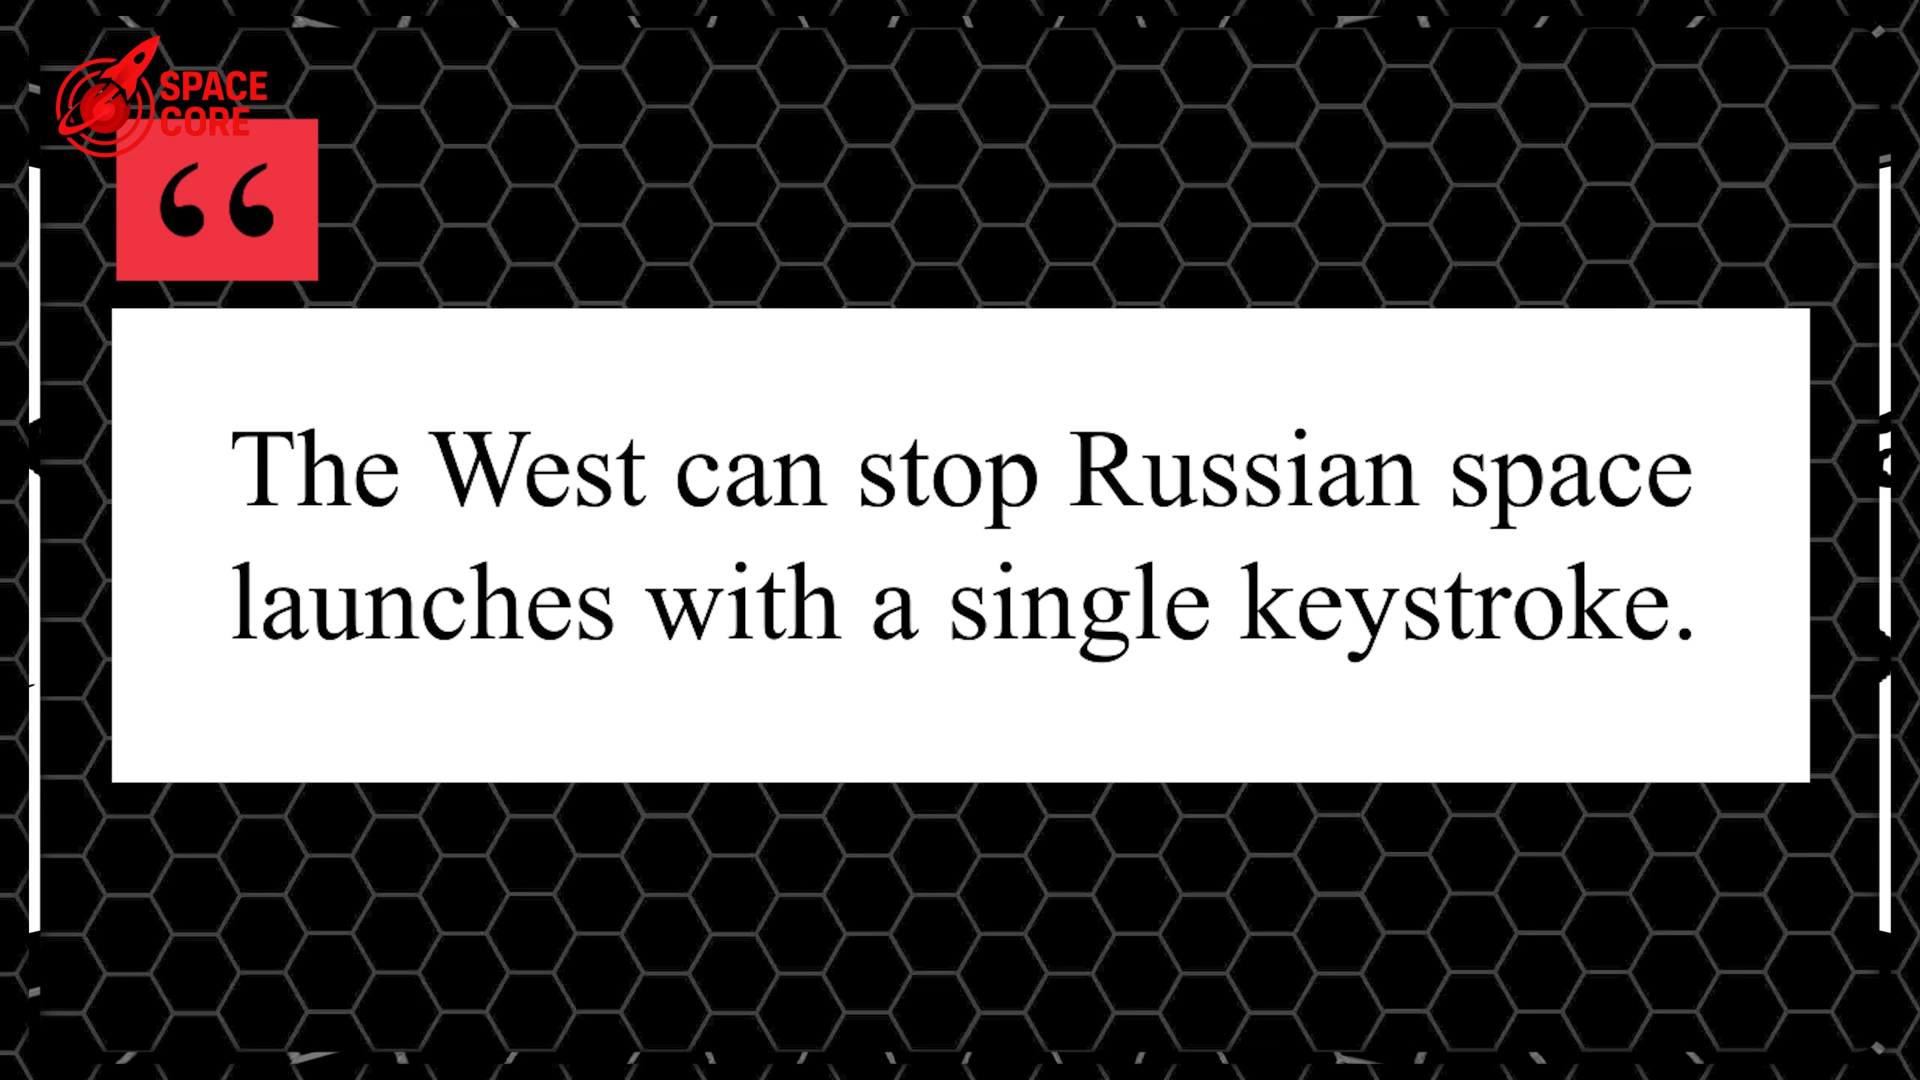 SPACE
CORE
“
The West can stop Russian space
launches with a single keystroke.